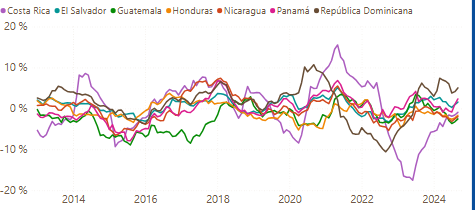 Costa Rica El Salvador Guatemala Honduras Nicaragua Panamá República Dominicana
20 %
10 %
0 %
-10 %
-20 %
2014 2016 2018 2020 2022 2024